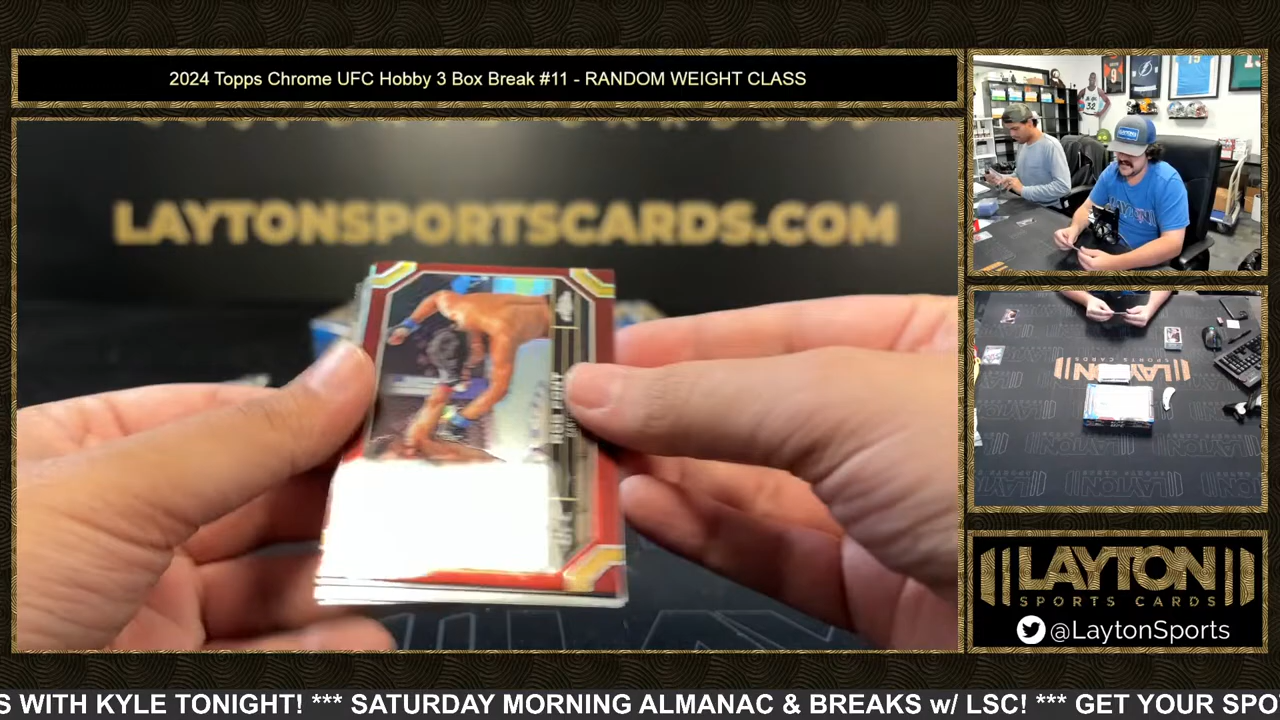 2024 Topps Chrome UFC Hobby 3 Box Break #11 - RANDOM WEIGHT CLASS
LAYTONSPORTSCARDS.COM
LAYTON
LAYTON
SPORTS CARDS
@LaytonSports
S WITH KYLE TONIGHT! *** SATURDAY MORNING ALMANAC & BREAKS w/ LSC! *** GET YOUR SPO